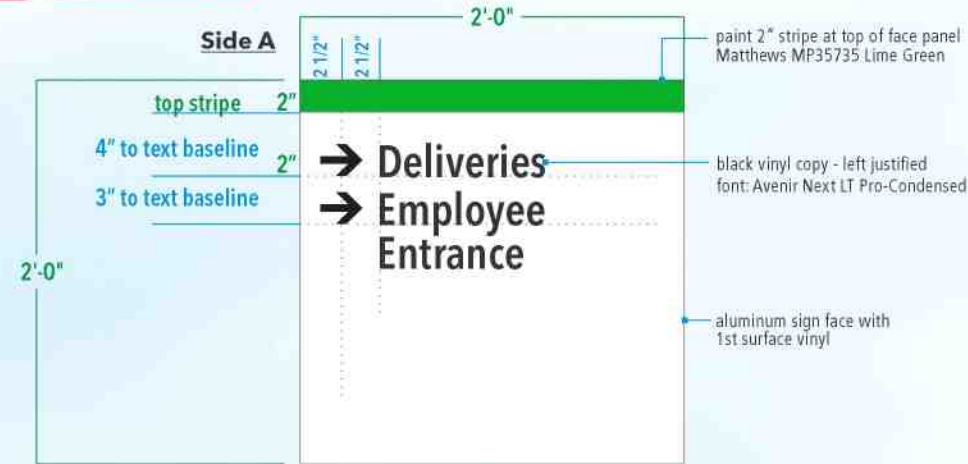 2'-0"
Side A
2 1/2"
2 1/2"
paint 2" stripe at top of face panel
Matthews MP35735 Lime Green
top stripe 2"
4" to text baseline
2"
Deliveries
black vinyl copy - left justified
font: Avenir Next LT Pro-Condensed
3" to text baseline
Employee
Entrance
2'-0"
aluminum sign face with
1st surface vinyl